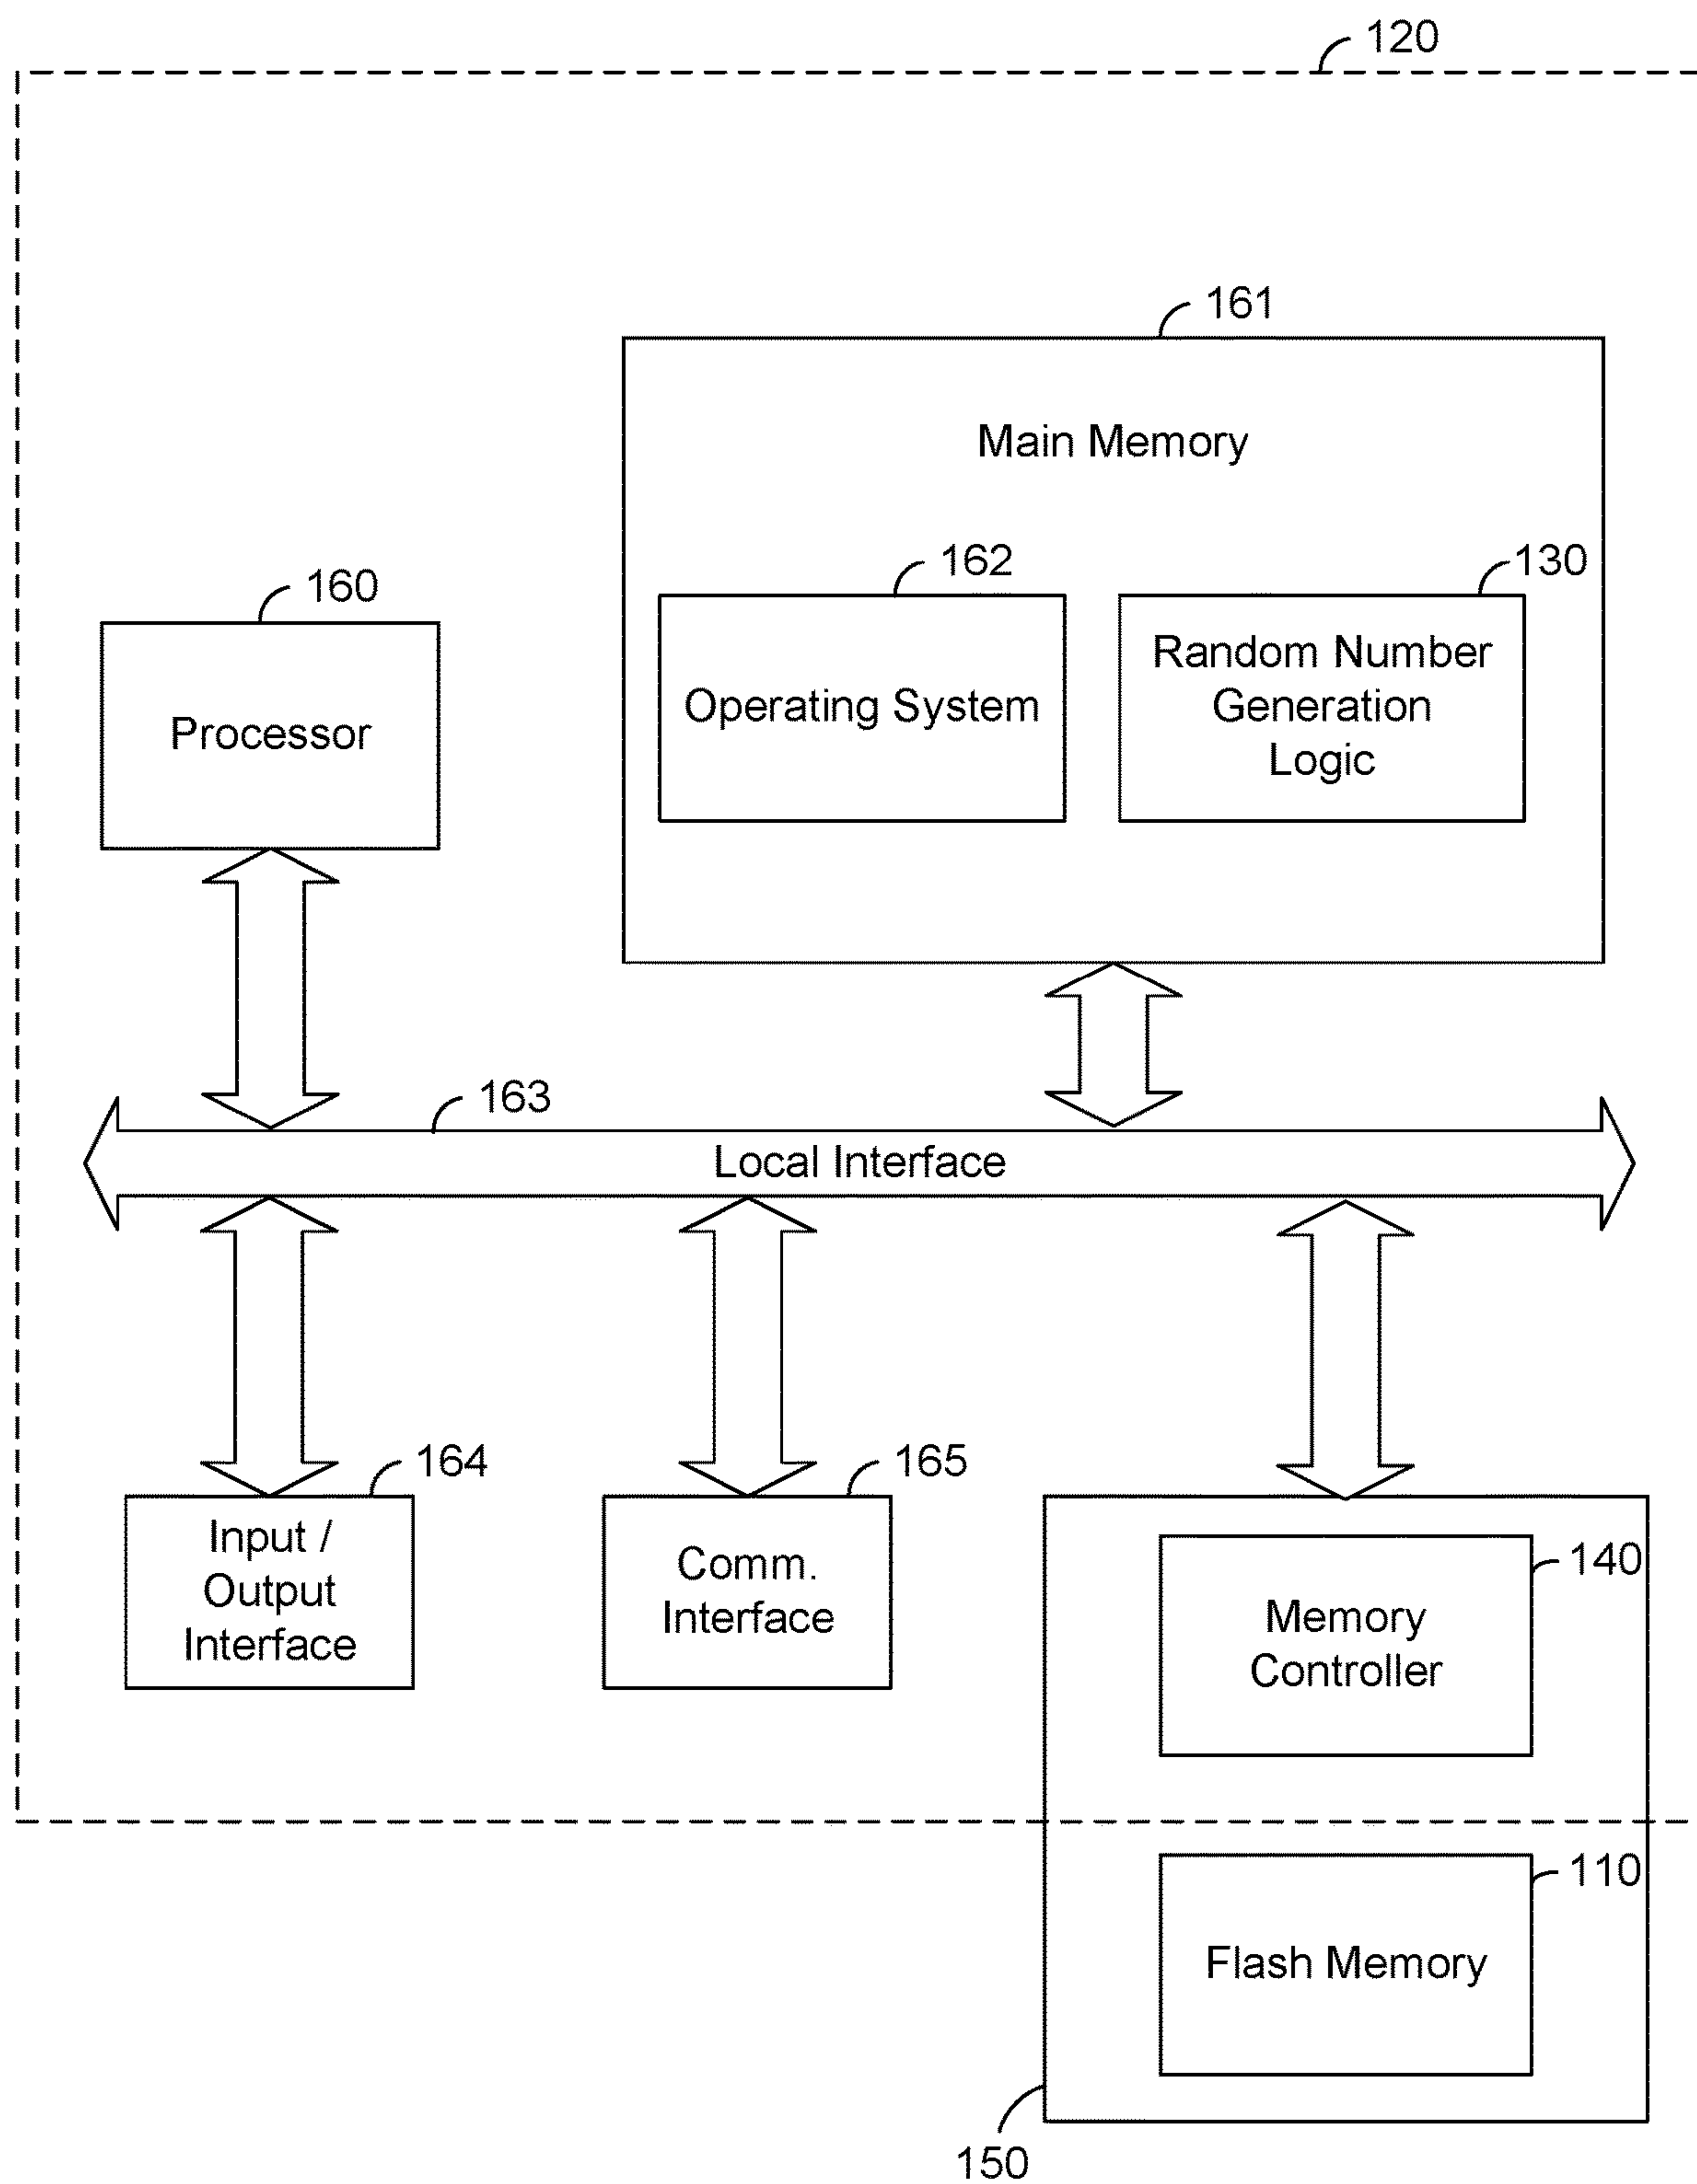 120
161
Main Memory
162
130
160
Operating System
Random Number
Generation
Logic
Processor
163
Local Interface
164
165
Input /
Output
Interface
Comm.
Interface
140
Memory
Controller
110
Flash Memory
150